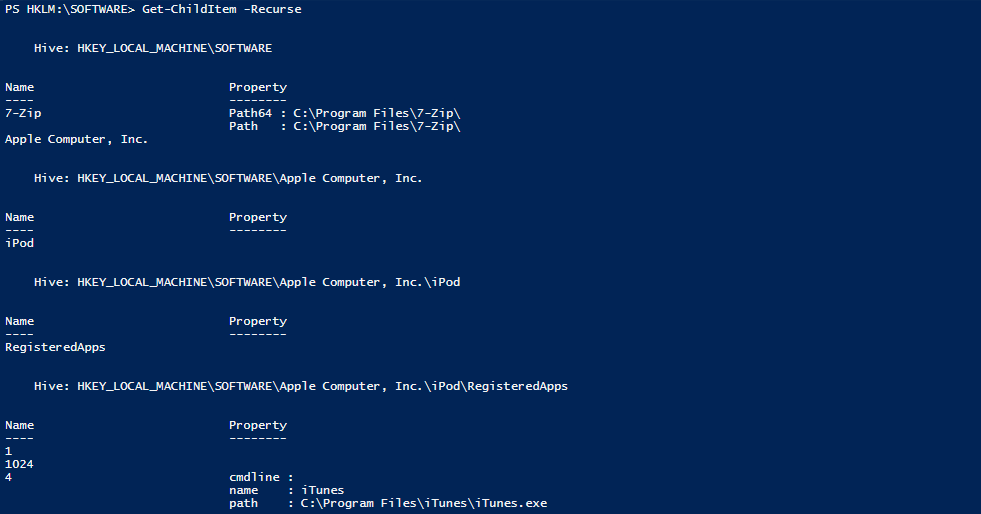 PS HKLM:\SOFTWARE> Get-ChildItem -Recurse
Hive: HKEY_LOCAL_MACHINE\SOFTWARE
Name                           Property
----                           --------
7-Zip                          Path64 : C:\Program Files\7-Zip\
                               Path   : C:\Program Files\7-Zip\
Apple Computer, Inc.
    Hive: HKEY_LOCAL_MACHINE\SOFTWARE\Apple Computer, Inc.
Name                           Property
----                           --------
iPod
    Hive: HKEY_LOCAL_MACHINE\SOFTWARE\Apple Computer, Inc.\iPod
Name                           Property
----                           --------
RegisteredApps
    Hive: HKEY_LOCAL_MACHINE\SOFTWARE\Apple Computer, Inc.\iPod\RegisteredApps
Name                           Property
----                           --------
1
1024
4                              cmdline :
                               name    : iTunes
                               path    : C:\Program Files\iTunes\iTunes.exe